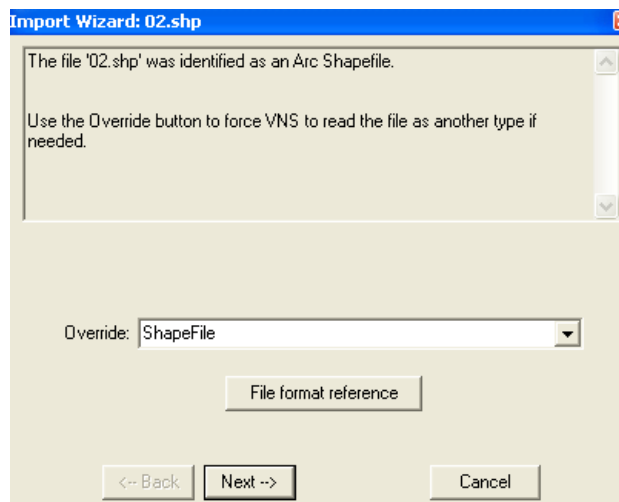 Import Wizard: 02.shp
The file '02.shp' was identified as an Arc Shapefile.
Use the Override button to force VNS to read the file as another type if
needed.
Override: ShapeFile
File format reference
<-- Back Next --> Cancel